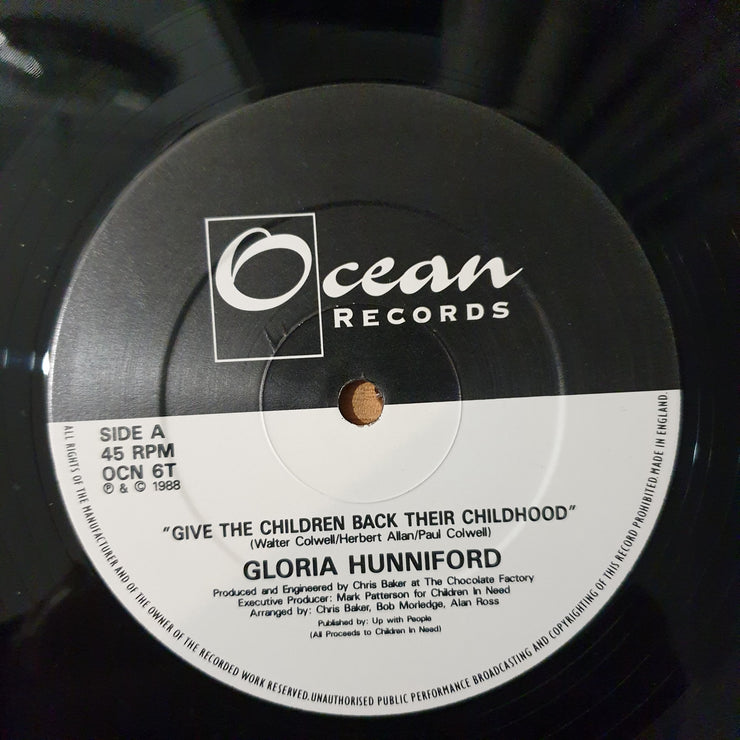 Ocean
RECORDS
SIDE A
45 RPM
OCN 6T
℗ & © 1988
"GIVE THE CHILDREN BACK THEIR CHILDHOOD"
(Walter Colwell/Herbert Allan/Paul Colwell)
GLORIA HUNNIFORD
Produced and Engineered by Chris Baker at The Chocolate Factory
Executive Producer: Mark Patterson for Children In Need
Arranged by: Chris Baker, Bob Morledge, Alan Ross
Published by: Up with People
(All Proceeds to Children In Need)
ALL RIGHTS OF THE MANUFACTURER AND OF THE OWNER OF THE RECORDED WORK RESERVED. UNAUTHORISED PUBLIC PERFORMANCE BROADCASTING AND COPYRIGHTING OF THIS RECORD PROHIBITED. MADE IN ENGLAND.